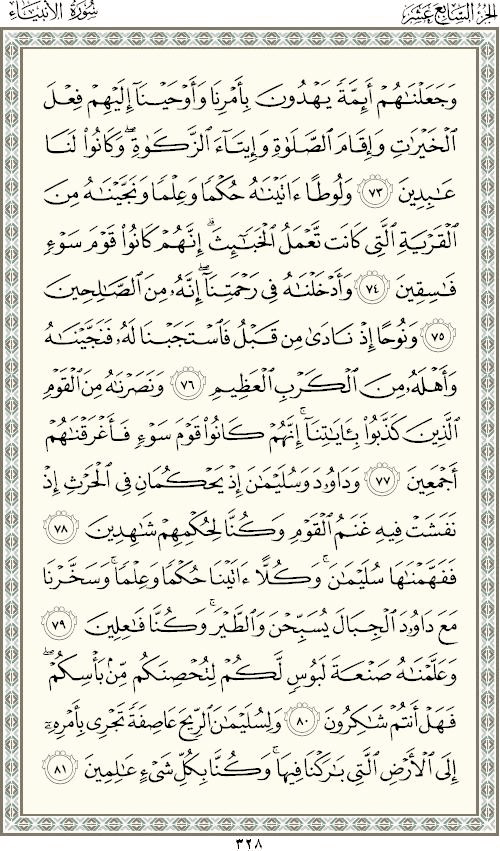 الجزء السابع عشر
سورة الأنبياء
وَجَعَلْنَٰهُمْ أَئِمَّةً يَهْدُونَ بِأَمْرِنَا وَأَوْحَيْنَآ إِلَيْهِمْ فِعْلَ
ٱلْخَيْرَٰتِ وَإِقَامَ ٱلصَّلَوٰةِ وَإِيتَآءَ ٱلزَّكَوٰةِ ۖ وَكَانُوا۟ لَنَا
عَٰبِدِينَ ٧٣ وَلُوطًا ءَاتَيْنَٰهُ حُكْمًا وَعِلْمًا وَنَجَّيْنَٰهُ مِنَ
ٱلْقَرْيَةِ ٱلَّتِى كَانَت تَّعْمَلُ ٱلْخَبَٰٓئِثَ ۗ إِنَّهُمْ كَانُوا۟ قَوْمَ سَوْءٍ
فَٰسِقِينَ ٧٤ وَأَدْخَلْنَٰهُ فِى رَحْمَتِنَآ ۖ إِنَّهُۥ مِنَ ٱلصَّٰلِحِينَ
٧٥ وَنُوحًا إِذْ نَادَىٰ مِن قَبْلُ فَٱسْتَجَبْنَا لَهُۥ فَنَجَّيْنَٰهُ
وَأَهْلَهُۥ مِنَ ٱلْكَرْبِ ٱلْعَظِيمِ ٧٦ وَنَصَرْنَٰهُ مِنَ ٱلْقَوْمِ
ٱلَّذِينَ كَذَّبُوا۟ بِـَٔايَٰتِنَآ ۚ إِنَّهُمْ كَانُوا۟ قَوْمَ سَوْءٍ فَأَغْرَقْنَٰهُمْ
أَجْمَعِينَ ٧٧ وَدَاوُۥدَ وَسُلَيْمَٰنَ إِذْ يَحْكُمَانِ فِى ٱلْحَرْثِ إِذْ
نَفَشَتْ فِيهِ غَنَمُ ٱلْقَوْمِ وَكُنَّا لِحُكْمِهِمْ شَٰهِدِينَ ٧٨
فَفَهَّمْنَٰهَا سُلَيْمَٰنَ ۚ وَكُلًّا ءَاتَيْنَا حُكْمًا وَعِلْمًا ۚ وَسَخَّرْنَا
مَعَ دَاوُۥدَ ٱلْجِبَالَ يُسَبِّحْنَ وَٱلطَّيْرَ ۚ وَكُنَّا فَٰعِلِينَ ٧٩
وَعَلَّمْنَٰهُ صَنْعَةَ لَبُوسٍ لَّكُمْ لِتُحْصِنَكُم مِّنۢ بَأْسِكُمْ ۖ
فَهَلْ أَنتُمْ شَٰكِرُونَ ٨٠ وَلِسُلَيْمَٰنَ ٱلرِّيحَ عَاصِفَةً تَجْرِى بِأَمْرِهِۦٓ
إِلَى ٱلْأَرْضِ ٱلَّتِى بَٰرَكْنَا فِيهَا ۚ وَكُنَّا بِكُلِّ شَىْءٍ عَٰلِمِينَ ٨١
٣٢٨